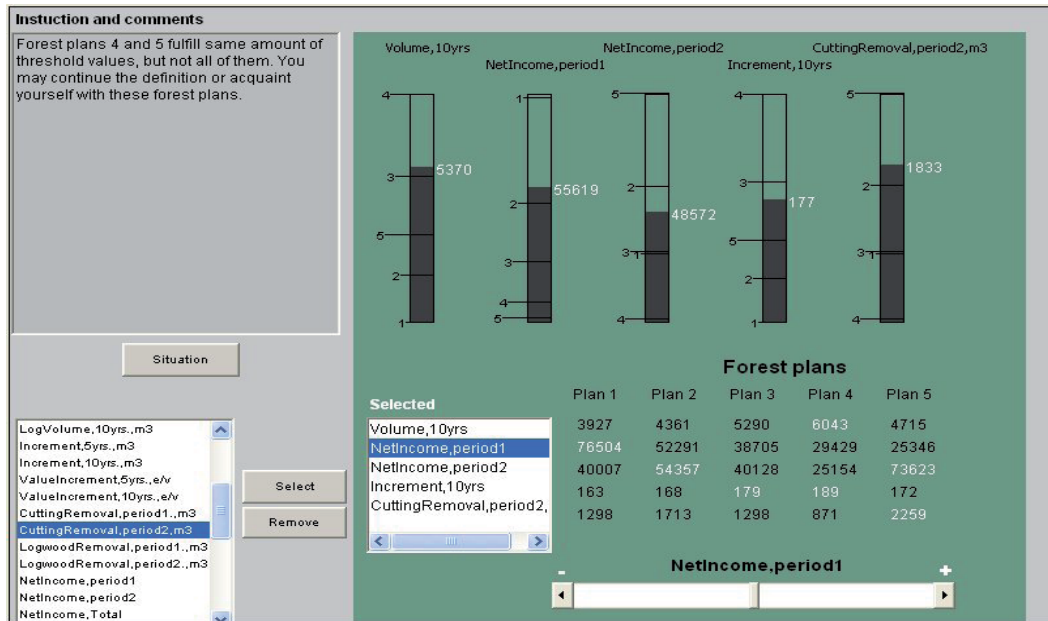 Instuction and comments
Forest plans 4 and 5 fulfill same amount of
threshold values, but not all of them. You
may continue the definition or acquaint
yourself with these forest plans.
Situation
LogVolume,10yrs.,m3
Increment,5yrs.,m3
Increment,10yrs.,m3
ValueIncrement,5yrs.,e/v
ValueIncrement,10yrs.,e/v
CuttingRemoval,period1.,m3
CuttingRemoval,period2,m3
LogwoodRemoval,period1.,m3
LogwoodRemoval,period2.,m3
NetIncome,period1
NetIncome,period2
NetIncome,Total
Select
Remove
Volume,10yrs NetIncome,period2 CuttingRemoval,period2,m3
NetIncome,period1 Increment,10yrs
4 3 5 2 1 5370
1 2 3 4 5 55619
5 2 3 1 4 48572
4 3 5 2 1 177
5 2 3 1 4 1833
Forest plans
Selected
Volume,10yrs
NetIncome,period1
NetIncome,period2
Increment,10yrs
CuttingRemoval,period2,
Plan 1 Plan 2 Plan 3 Plan 4 Plan 5
3927 4361 5290 6043 4715
76504 52291 38705 29429 25346
40007 54357 40128 25154 73623
163 168 179 189 172
1298 1713 1298 871 2259
- NetIncome,period1 +